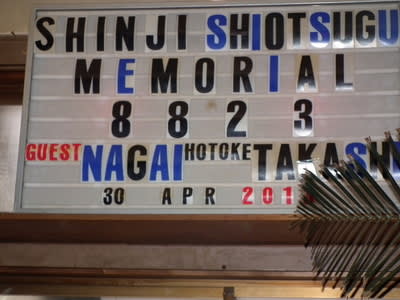 SHINJI SHIOTSUGU
MEMORIAL
8823
GUEST NAGAI HOTOKE TAKASHI
30 APR